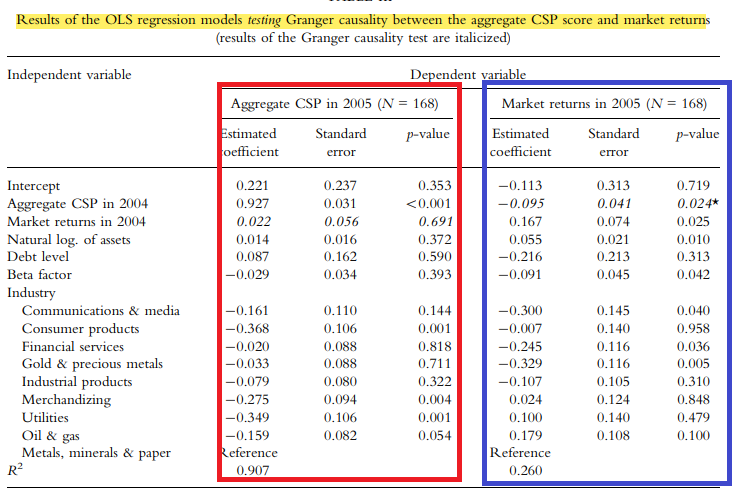 TABLE III
Results of the OLS regression models testing Granger causality between the aggregate CSP score and market returns
(results of the Granger causality test are italicized)
Independent variable Dependent variable
Aggregate CSP in 2005 (N = 168) Market returns in 2005 (N = 168)
Estimated Standard p-value Estimated Standard p-value
coefficient error coefficient error
Intercept 0.221 0.237 0.353 −0.113 0.313 0.719
Aggregate CSP in 2004 0.927 0.031 <0.001 −0.095 0.041 0.024★
Market returns in 2004 0.022 0.056 0.691 0.167 0.074 0.025
Natural log. of assets 0.014 0.016 0.372 0.055 0.021 0.010
Debt level 0.087 0.162 0.590 −0.216 0.213 0.313
Beta factor −0.029 0.034 0.393 −0.091 0.045 0.042
Industry
Communications & media −0.161 0.110 0.144 −0.300 0.145 0.040
Consumer products −0.368 0.106 0.001 −0.007 0.140 0.958
Financial services −0.020 0.088 0.818 −0.245 0.116 0.036
Gold & precious metals −0.033 0.088 0.711 −0.329 0.116 0.005
Industrial products −0.079 0.080 0.322 −0.107 0.105 0.310
Merchandizing −0.275 0.094 0.004 0.024 0.124 0.848
Utilities −0.349 0.106 0.001 0.100 0.140 0.479
Oil & gas −0.159 0.082 0.054 0.179 0.108 0.100
Metals, minerals & paper Reference Reference
R² 0.907 0.260